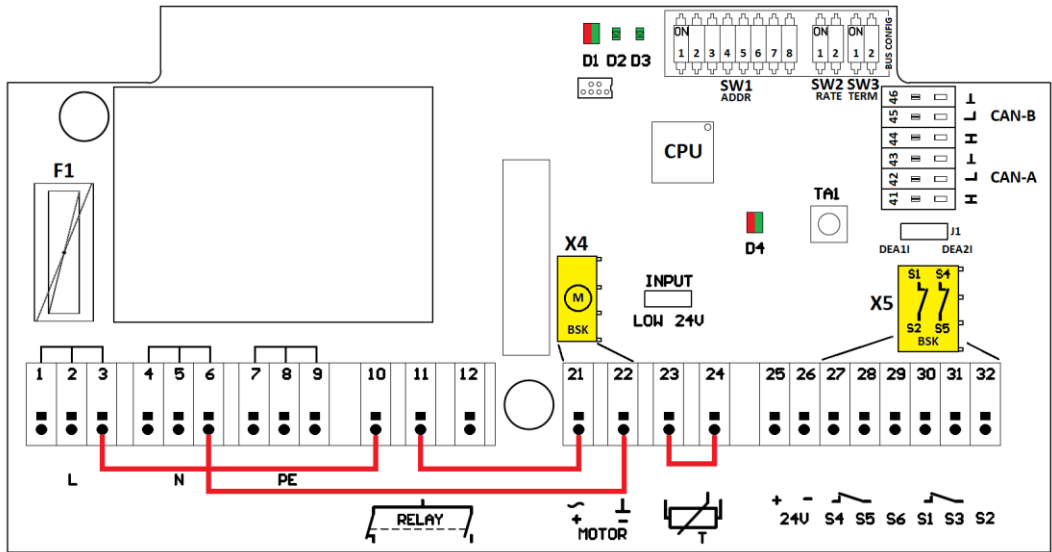 ON
ON
ON
1 2 3 4 5 6 7 8
1 2
1 2
BUS CONFIG
D1 D2 D3
SW1
ADDR
SW2
RATE
SW3
TERM
46 ⊥
45 L CAN-B
44 H
43 ⊥
42 L CAN-A
41 H
CPU
F1
TA1
J1
DEA1I DEA2I
D4
X4
M
BSK
INPUT
LOW 24V
X5
S1 S4
S2 S5
BSK
1 2 3 4 5 6 7 8 9 10 11 12 21 22 23 24 25 26 27 28 29 30 31 32
L N PE
RELAY
~ ⊥
+ −
MOTOR
T
+ −
24V S4 S5 S6 S1 S3 S2